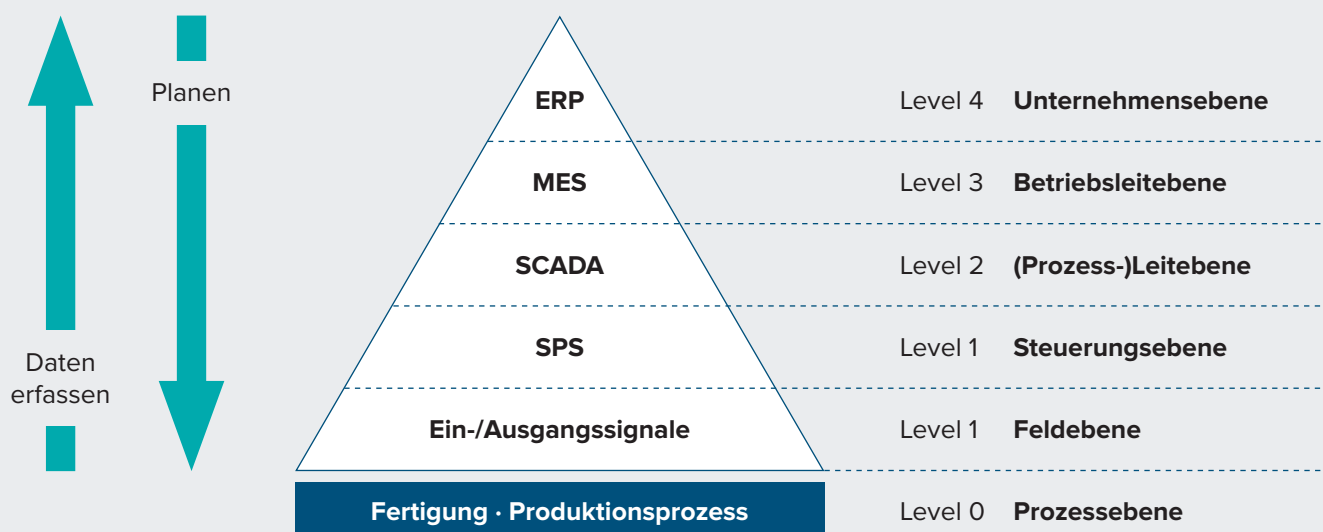 Planen
Daten
erfassen
ERP
Level 4 Unternehmensebene
MES
Level 3 Betriebsleitebene
SCADA
Level 2 (Prozess-)Leitebene
SPS
Level 1 Steuerungsebene
Ein-/Ausgangssignale
Level 1 Feldebene
Fertigung · Produktionsprozess
Level 0 Prozessebene